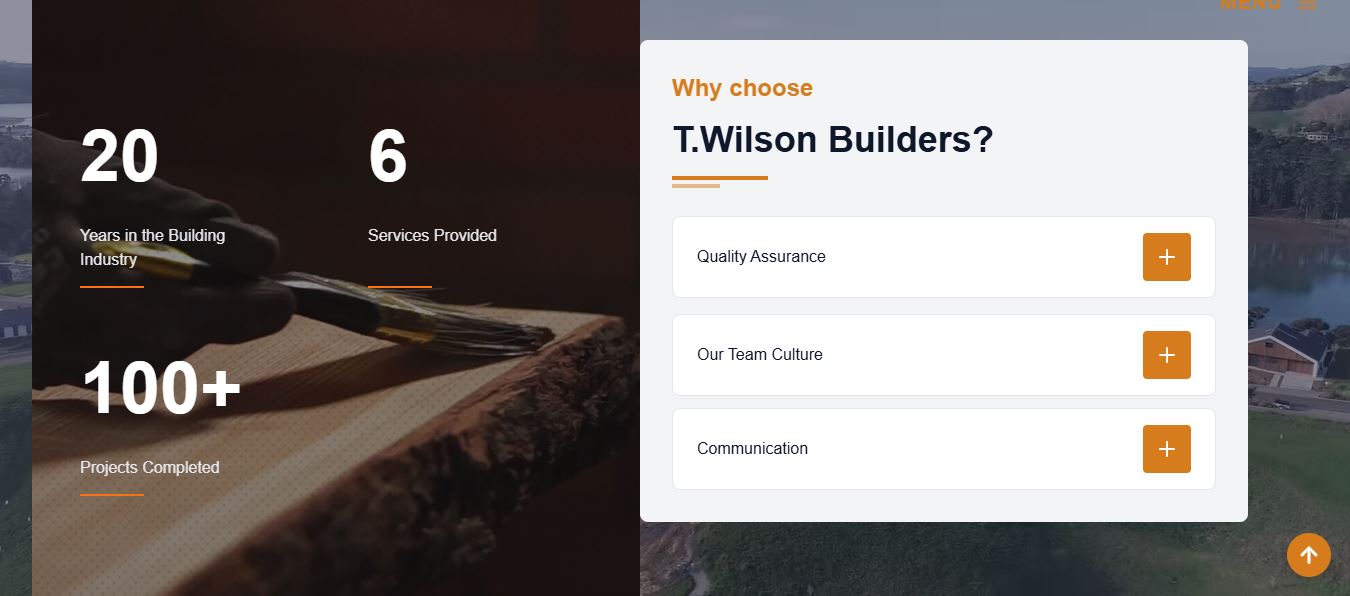 MENU
20
Years in the Building
Industry
6
Services Provided
100+
Projects Completed
Why choose
T.Wilson Builders?
Quality Assurance
Our Team Culture
Communication